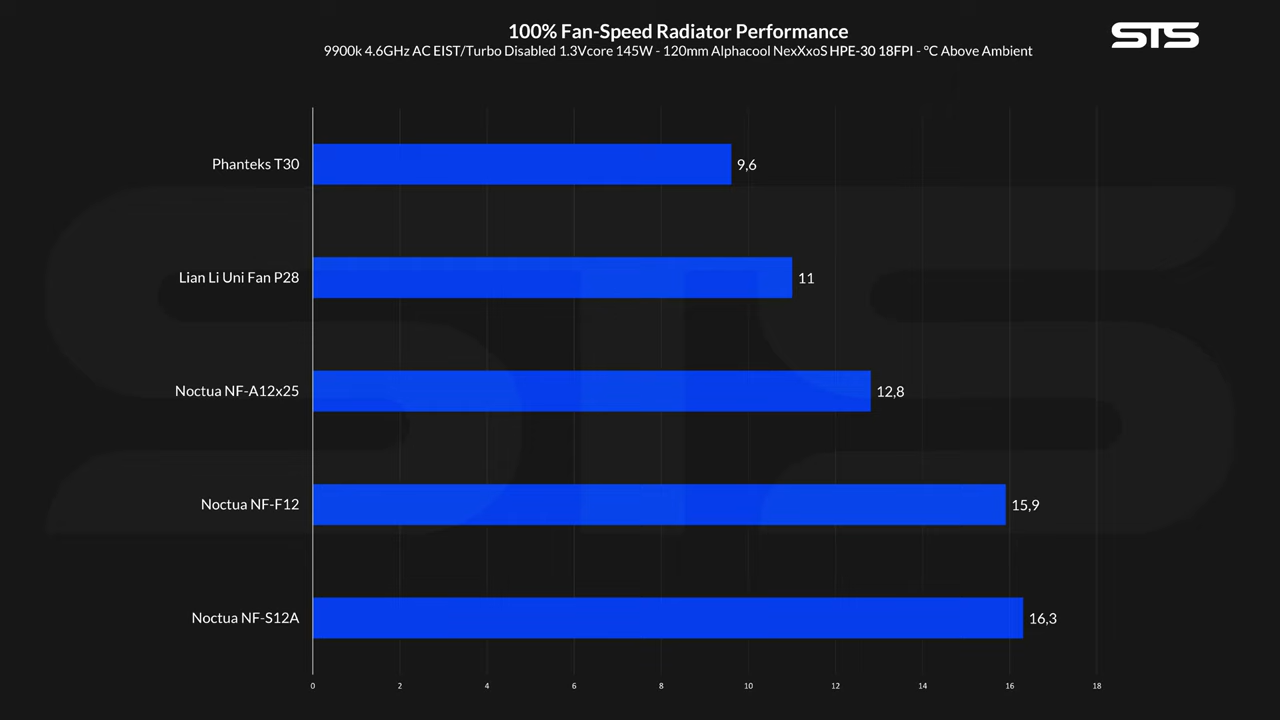 100% Fan-Speed Radiator Performance
9900k 4.6GHz AC EIST/Turbo Disabled 1.3Vcore 145W - 120mm Alphacool NexXxoS HPE-30 18FPI - °C Above Ambient
STS
Phanteks T30
9,6
Lian Li Uni Fan P28
11
Noctua NF-A12x25
12,8
Noctua NF-F12
15,9
Noctua NF-S12A
16,3
0 2 4 6 8 10 12 14 16 18